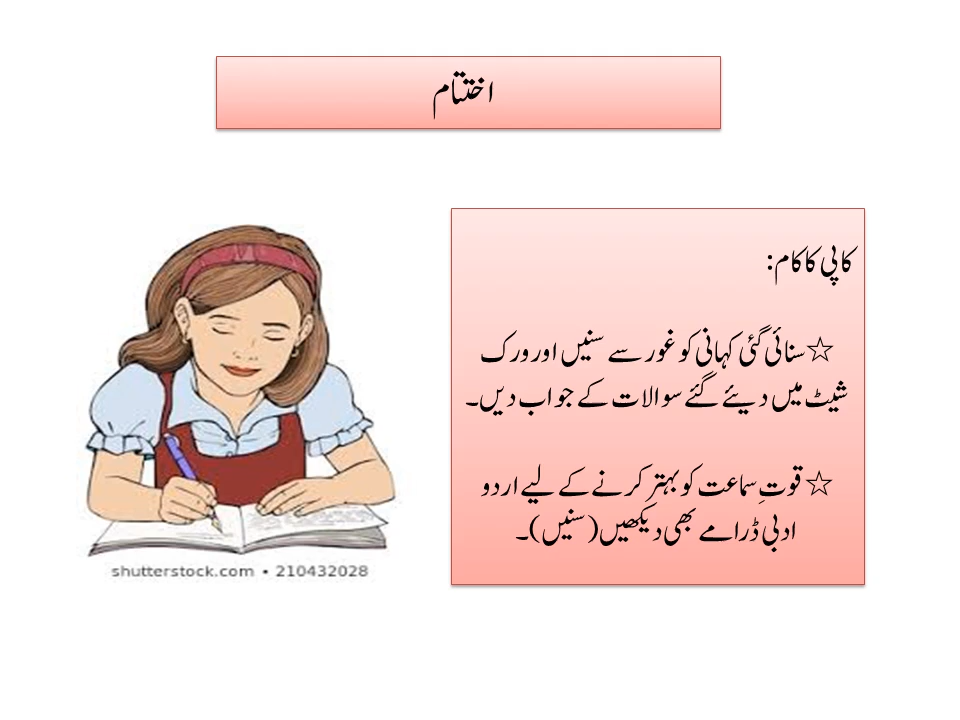 اختتام
کاپی کا کام:
☆سنائی گئی کہانی کو غور سے سنیں اور ورک
شیٹ میں دیئے گئے سوالات کے جواب دیں۔
☆قوتِ سماعت کو بہتر کرنے کے لیے اردو
ادبی ڈرامے بھی دیکھیں(سنیں)۔
shutterstock.com • 210432028